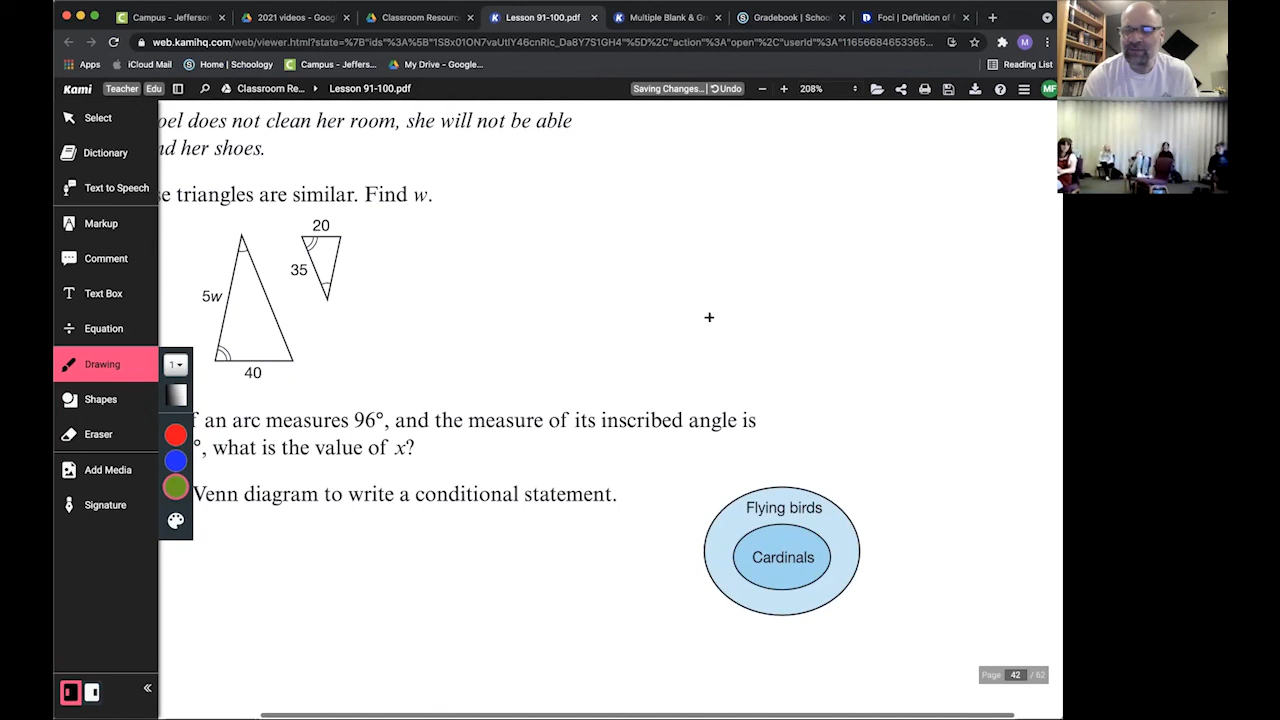 Campus - Jefferson
2021 videos - Goog
Classroom Resourc
Lesson 91-100.pdf
Multiple Blank & Gr
Gradebook | School
Foci | Definition of F
web.kamihq.com/web/viewer.html?state=%7B"ids"%3A%5B"1S8x01ON7vaUtlY46cnRlc_Da8Y7S1GH4"%5D%2C"action"%3A"open"%2C"userId"%3A"11656684653365...
M
Apps
iCloud Mail
Home | Schoology
Campus - Jeffers...
My Drive - Google...
Reading List
Kami
Teacher
Edu
Classroom Re...
Lesson 91-100.pdf
Saving Changes...
Undo
208%
MF
Select
Dictionary
Text to Speech
Markup
Comment
Text Box
Equation
Drawing
Shapes
Eraser
Add Media
Signature
1
oel does not clean her room, she will not be able
nd her shoes.
se triangles are similar. Find w.
20
35
5w
40
f an arc measures 96°, and the measure of its inscribed angle is
°, what is the value of x?
Venn diagram to write a conditional statement.
Flying birds
Cardinals
Page 42 / 62